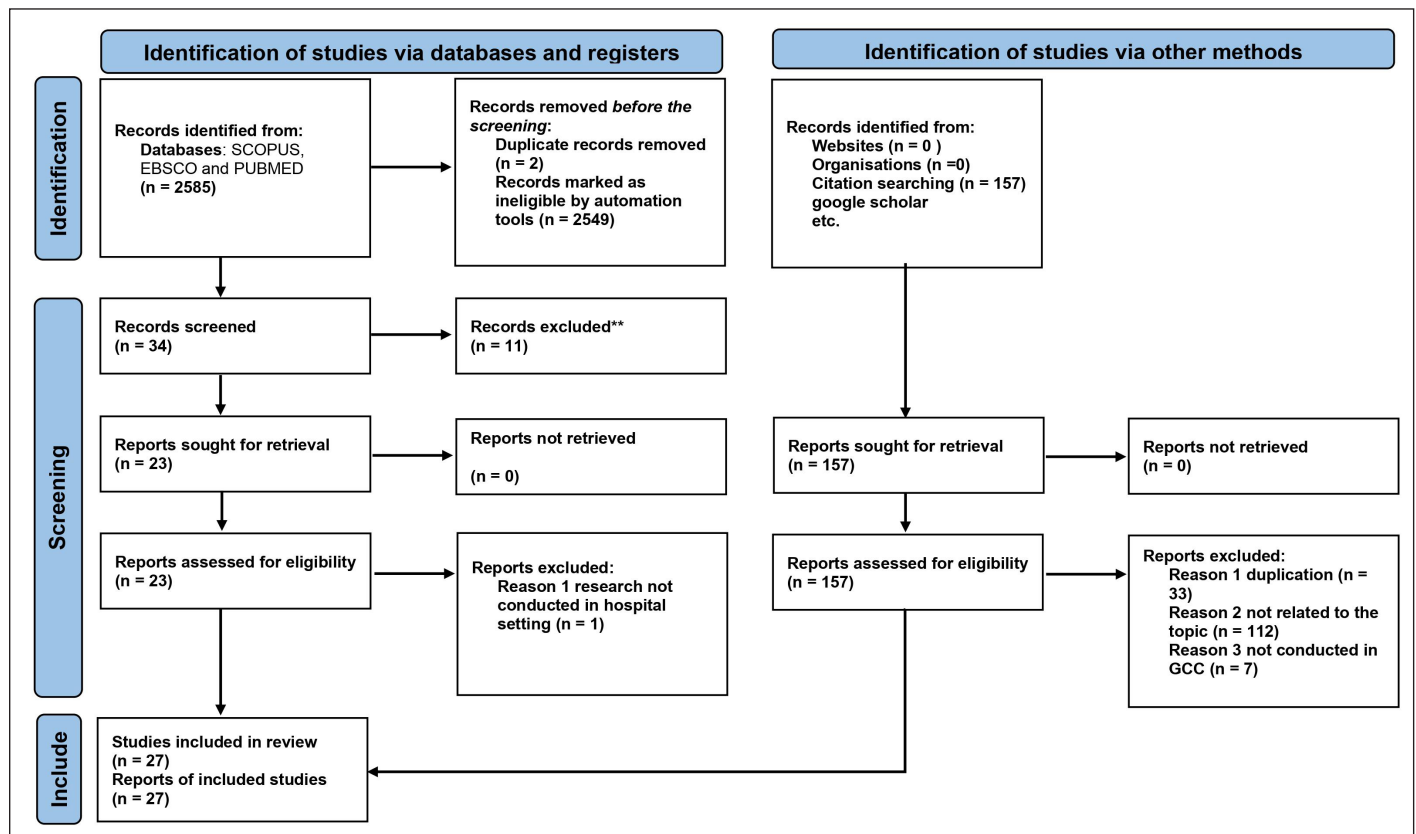 Identification of studies via databases and registers
Identification of studies via other methods
Identification
Records identified from:
Databases: SCOPUS,
EBSCO and PUBMED
(n = 2585)
Records removed before the
screening:
Duplicate records removed
(n = 2)
Records marked as
ineligible by automation
tools (n = 2549)
Records identified from:
Websites (n = 0 )
Organisations (n =0)
Citation searching (n = 157)
google scholar
etc.
Screening
Records screened
(n = 34)
Records excluded**
(n = 11)
Reports sought for retrieval
(n = 23)
Reports not retrieved
(n = 0)
Reports sought for retrieval
(n = 157)
Reports not retrieved
(n = 0)
Reports assessed for eligibility
(n = 23)
Reports excluded:
Reason 1 research not
conducted in hospital
setting (n = 1)
Reports assessed for eligibility
(n = 157)
Reports excluded:
Reason 1 duplication (n =
33)
Reason 2 not related to the
topic (n = 112)
Reason 3 not conducted in
GCC (n = 7)
Include
Studies included in review
(n = 27)
Reports of included studies
(n = 27)